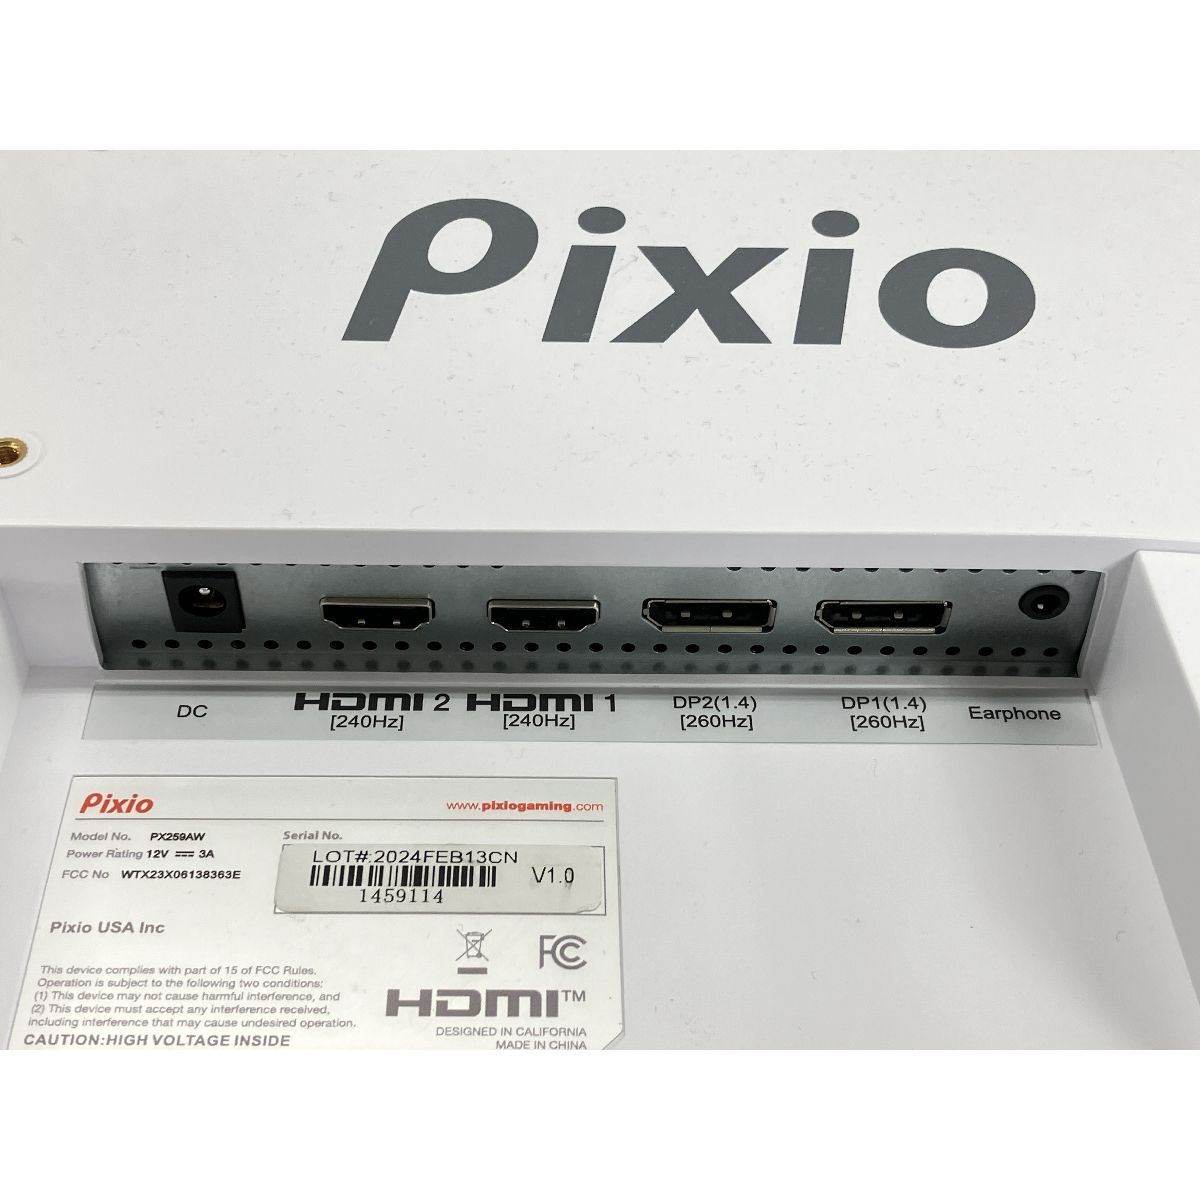 Pixio
DC
HDMI 2
[240Hz]
HDMI 1
[240Hz]
DP2(1.4)
[260Hz]
DP1(1.4)
[260Hz]
Earphone
Pixio
www.pixiogaming.com
Model No. PX259AW
Power Rating 12V 3A
FCC No WTX23X06138363E
Serial No.
LOT#:2024FEB13CN
V1.0
1459114
Pixio USA Inc
FC
This device complies with part of 15 of FCC Rules.
Operation is subject to the following two conditions:
(1) This device may not cause harmful interference, and
(2) This device must accept any interference received,
including interference that may cause undesired operation.
CAUTION:HIGH VOLTAGE INSIDE
HDMI™
DESIGNED IN CALIFORNIA
MADE IN CHINA